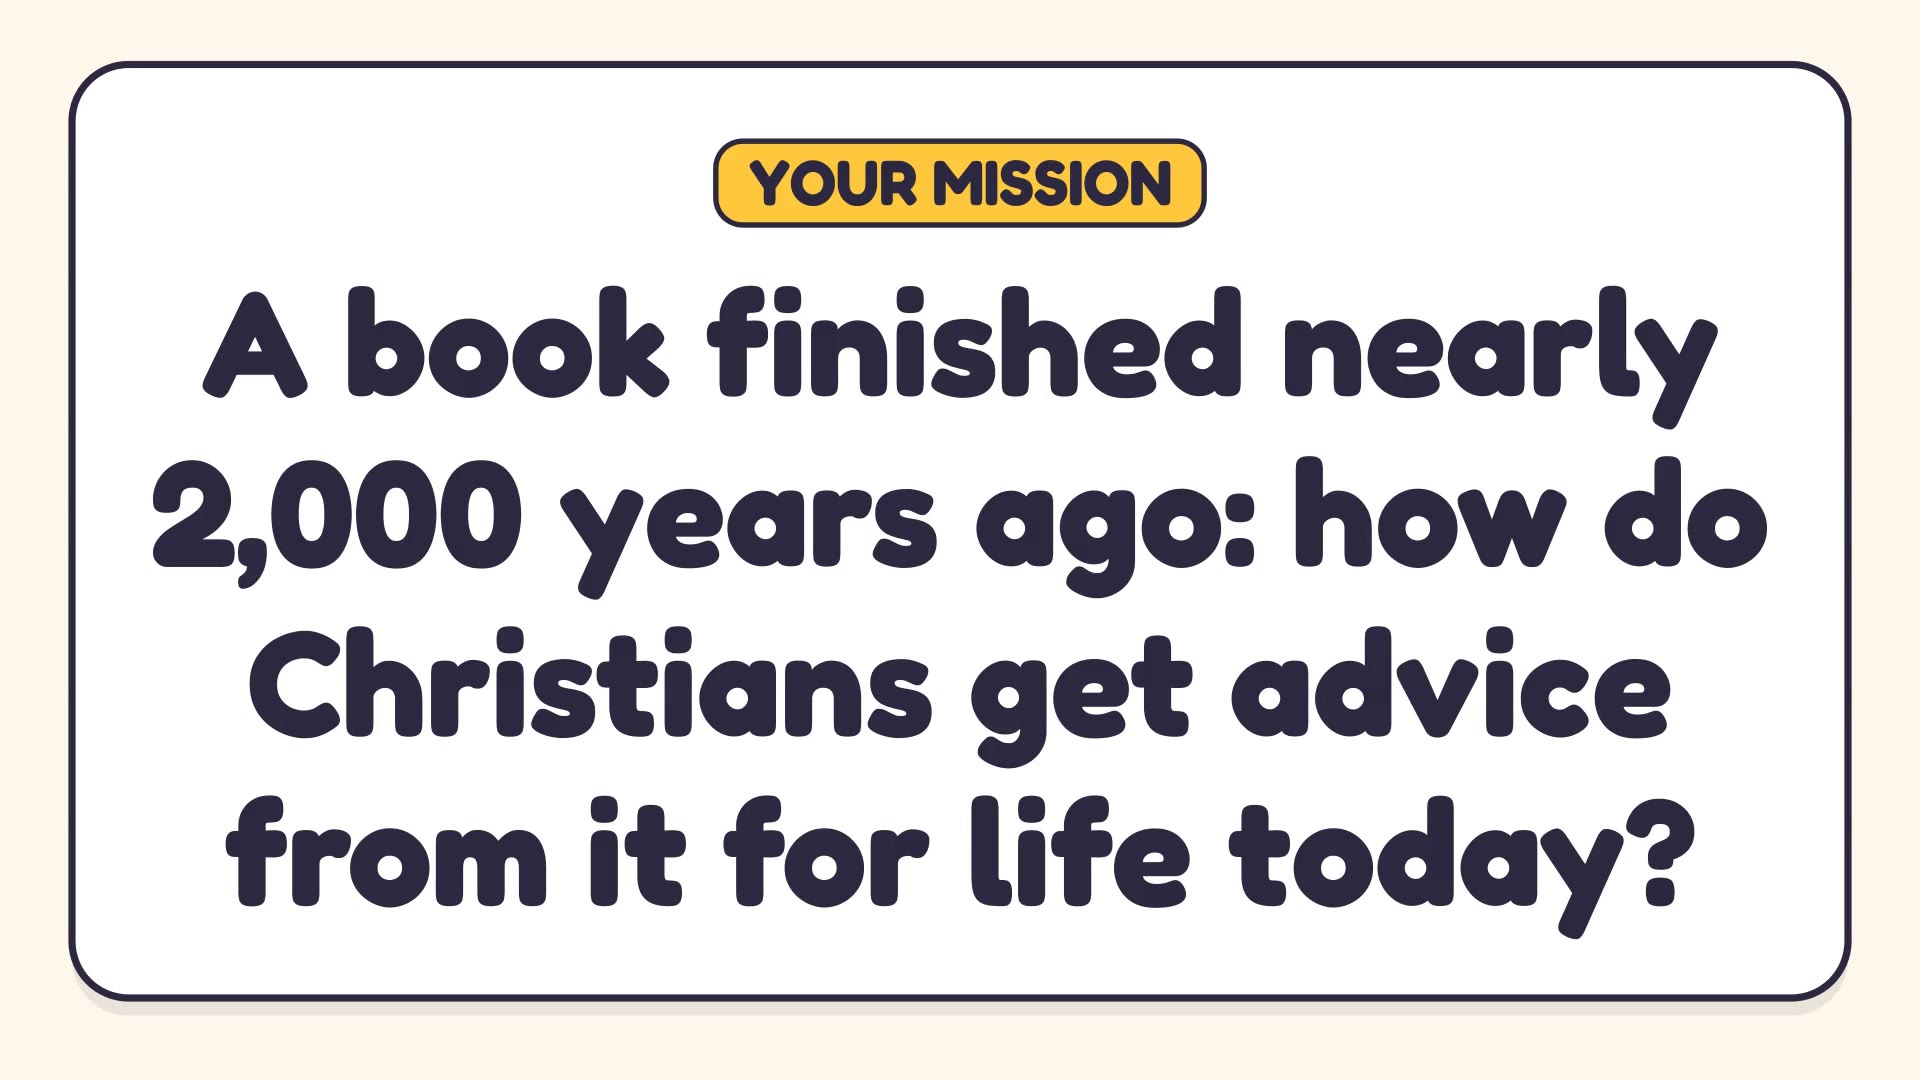 YOUR MISSION
A book finished nearly
2,000 years ago: how do
Christians get advice
from it for life today?